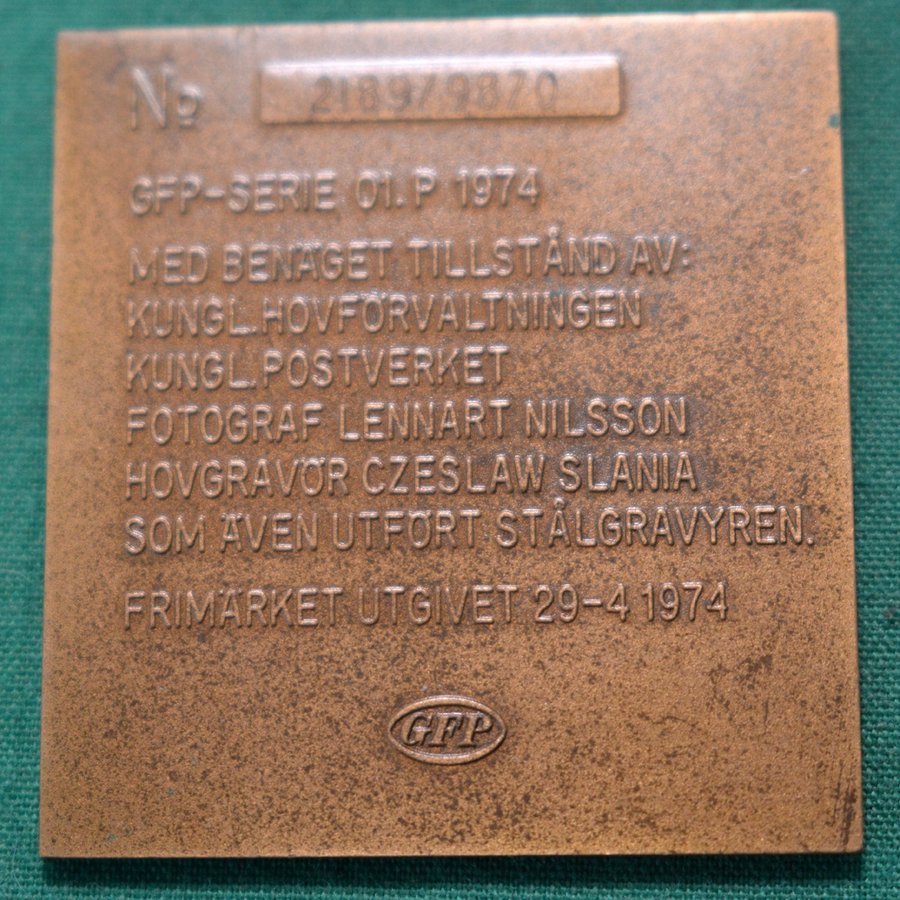 No 2189/9870
GFP-SERIE 01.P 1974
MED BENÄGET TILLSTÅND AV:
KUNGL.HOVFÖRVALTNINGEN
KUNGL.POSTVERKET
FOTOGRAF LENNART NILSSON
HOVGRAVÖR CZESLAW SLANIA
SOM ÄVEN UTFÖRT STÅLGRAVYREN.
FRIMÄRKET UTGIVET 29-4 1974
GFP